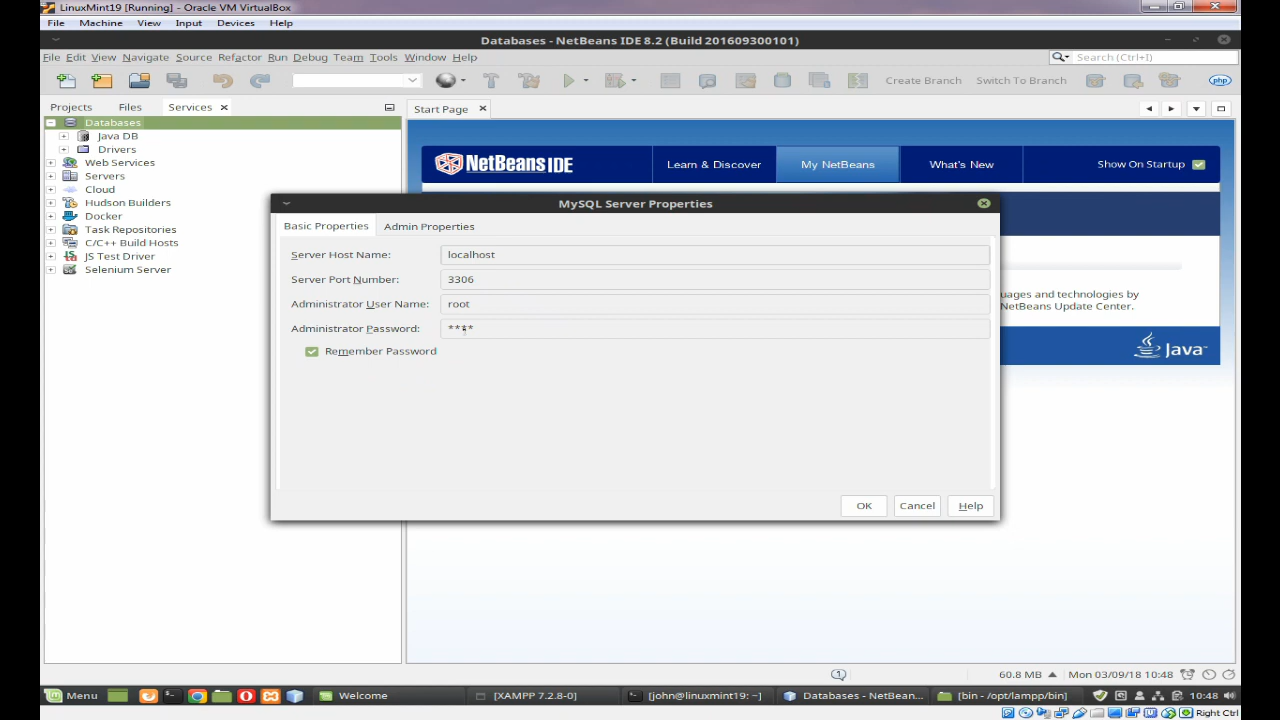 LinuxMint19 [Running] - Oracle VM VirtualBox
File Machine View Input Devices Help
Databases - NetBeans IDE 8.2 (Build 201609300101)
File Edit View Navigate Source Refactor Run Debug Team Tools Window Help
Search (Ctrl+I)
Create Branch Switch To Branch php
Projects Files Services
Start Page
Databases
Java DB
Drivers
Web Services
Servers
Cloud
Hudson Builders
Docker
Task Repositories
C/C++ Build Hosts
JS Test Driver
Selenium Server
NetBeans IDE
Learn & Discover
My NetBeans
What's New
Show On Startup
MySQL Server Properties
Basic Properties
Admin Properties
Server Host Name: localhost
Server Port Number: 3306
Administrator User Name: root
Administrator Password: ****
Remember Password
OK Cancel Help
uages and technologies by
NetBeans Update Center.
Java™
60.8 MB Mon 03/09/18 10:48
Menu
Welcome
[XAMPP 7.2.8-0]
[john@linuxmint19: ~]
Databases - NetBean...
[bin - /opt/lampp/bin]
10:48
Right Ctrl